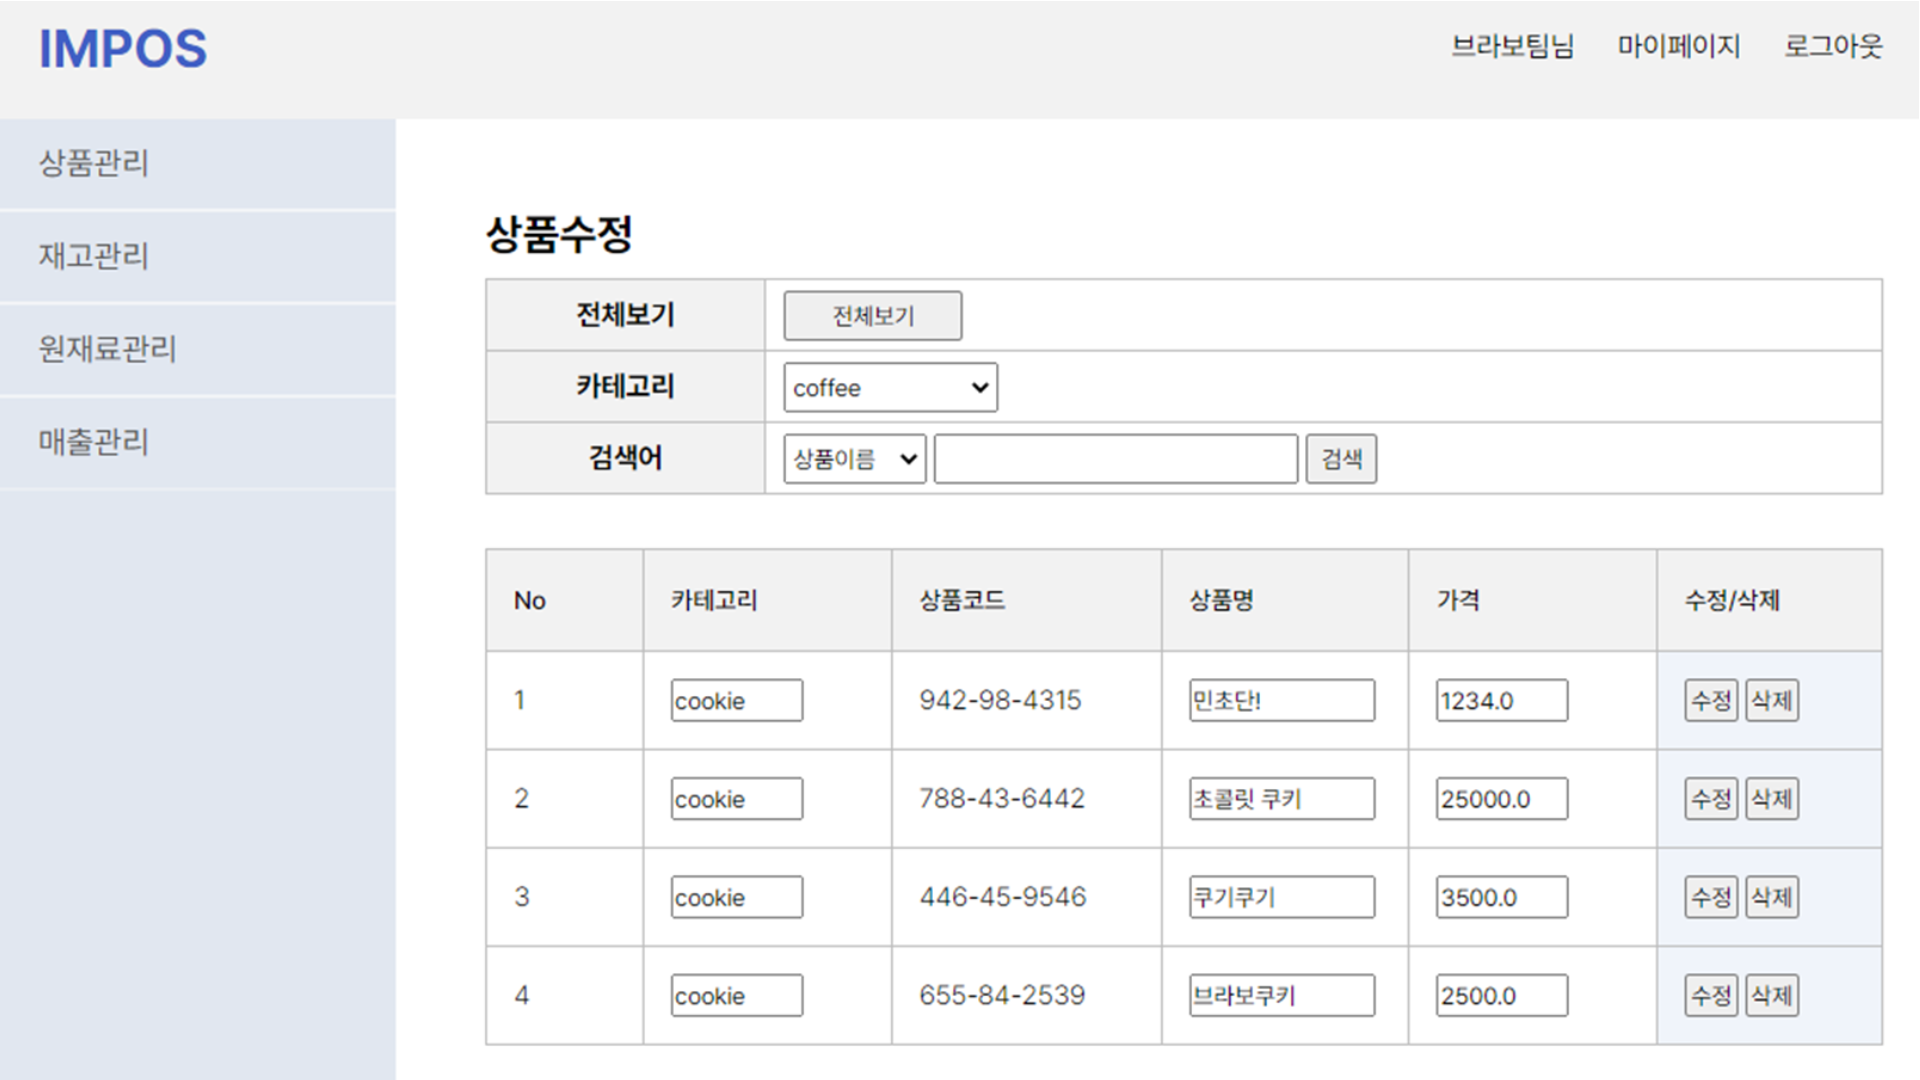 IMPOS 브라보팀님 마이페이지 로그아웃
상품관리
재고관리
원재료관리
매출관리
상품수정
전체보기 전체보기
카테고리 coffee
검색어 상품이름 검색
No 카테고리 상품코드 상품명 가격 수정/삭제
1 cookie 942-98-4315 민초단! 1234.0 수정 삭제
2 cookie 788-43-6442 초콜릿 쿠키 25000.0 수정 삭제
3 cookie 446-45-9546 쿠기쿠기 3500.0 수정 삭제
4 cookie 655-84-2539 브라보쿠키 2500.0 수정 삭제